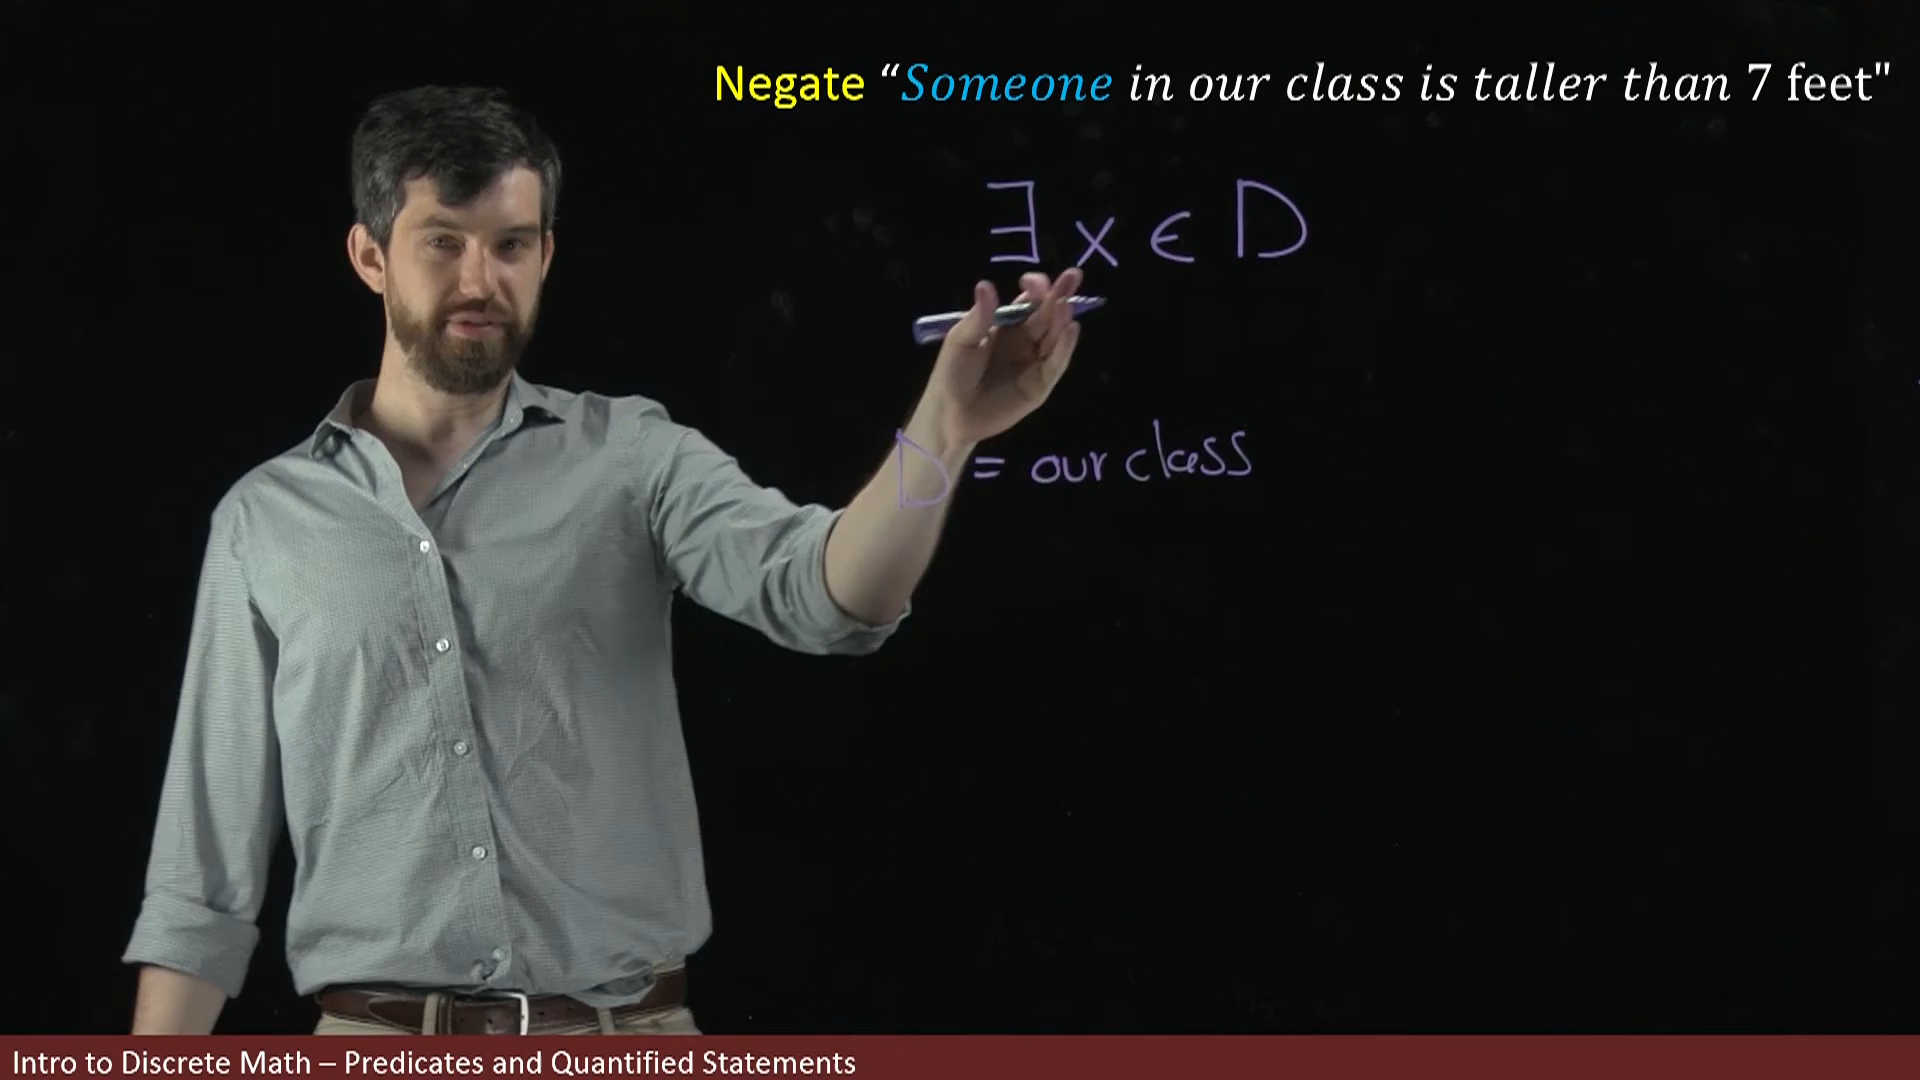 Negate “Someone in our class is taller than 7 feet"
∃ x ∈ D
D = our class
Intro to Discrete Math – Predicates and Quantified Statements